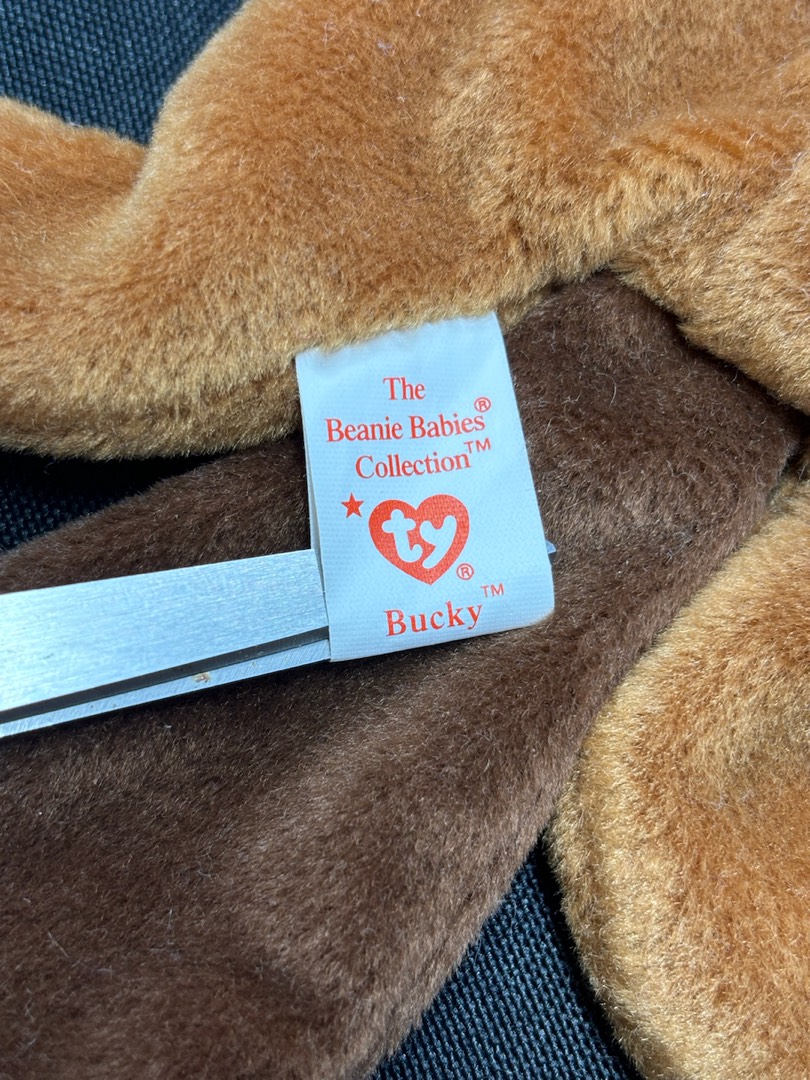 The
Beanie Babies®
Collection™
ty®
Bucky™